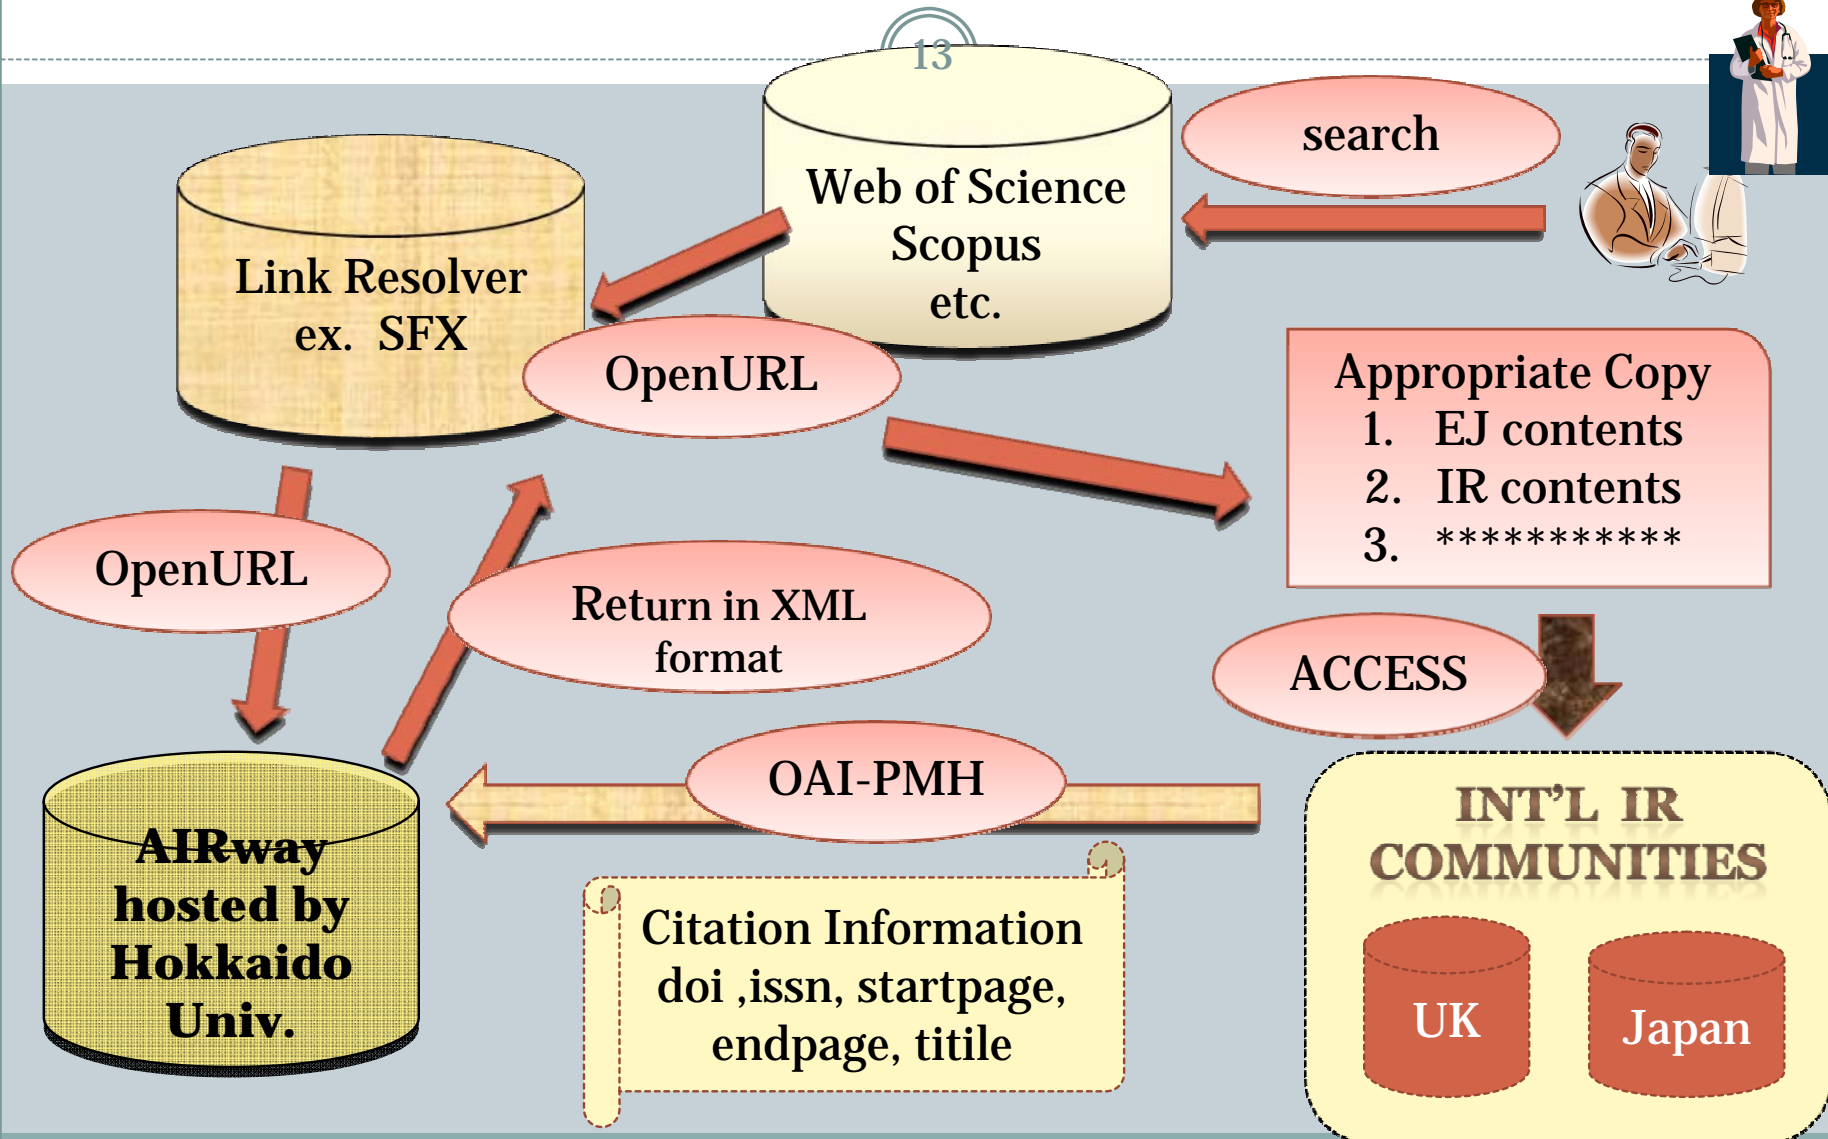 13
search
Web of Science
Scopus
etc.
Link Resolver
ex. SFX
OpenURL
Appropriate Copy
1. EJ contents
2. IR contents
3. ***********
OpenURL
Return in XML
format
ACCESS
OAI-PMH
INT'L IR
COMMUNITIES
AIRway
hosted by
Hokkaido
Univ.
Citation Information
doi ,issn, startpage,
endpage, titile
UK
Japan